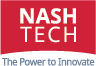 NASH
TECH
The Power to Innovate